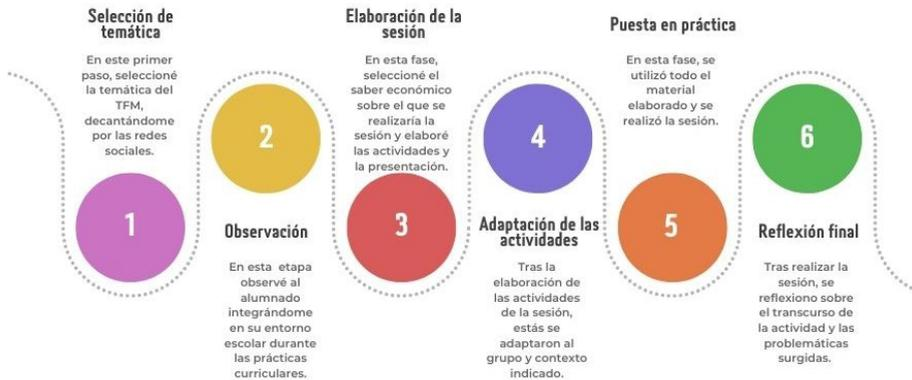 Selección de
temática
En este primer
paso, seleccioné
la temática del
TFM,
decantándome
por las redes
sociales.
1
2
Observación
En esta etapa
observé al
alumnado
integrándome
en su entorno
escolar durante
las prácticas
curriculares.
Elaboración de la
sesión
En esta fase,
seleccioné el
saber económico
sobre el que se
realizaría la
sesión y elaboré
las actividades y
la presentación.
3
4
Adaptación de las
actividades
Tras la
elaboración de
las actividades
de la sesión,
estás se
adaptaron al
grupo y contexto
indicado.
Puesta en práctica
En esta fase, se
utilizó todo el
material
elaborado y se
realizó la sesión.
5
6
Reflexión final
Tras realizar la
sesión, se
reflexiono sobre
el transcurso de
la actividad y las
problemáticas
surgidas.